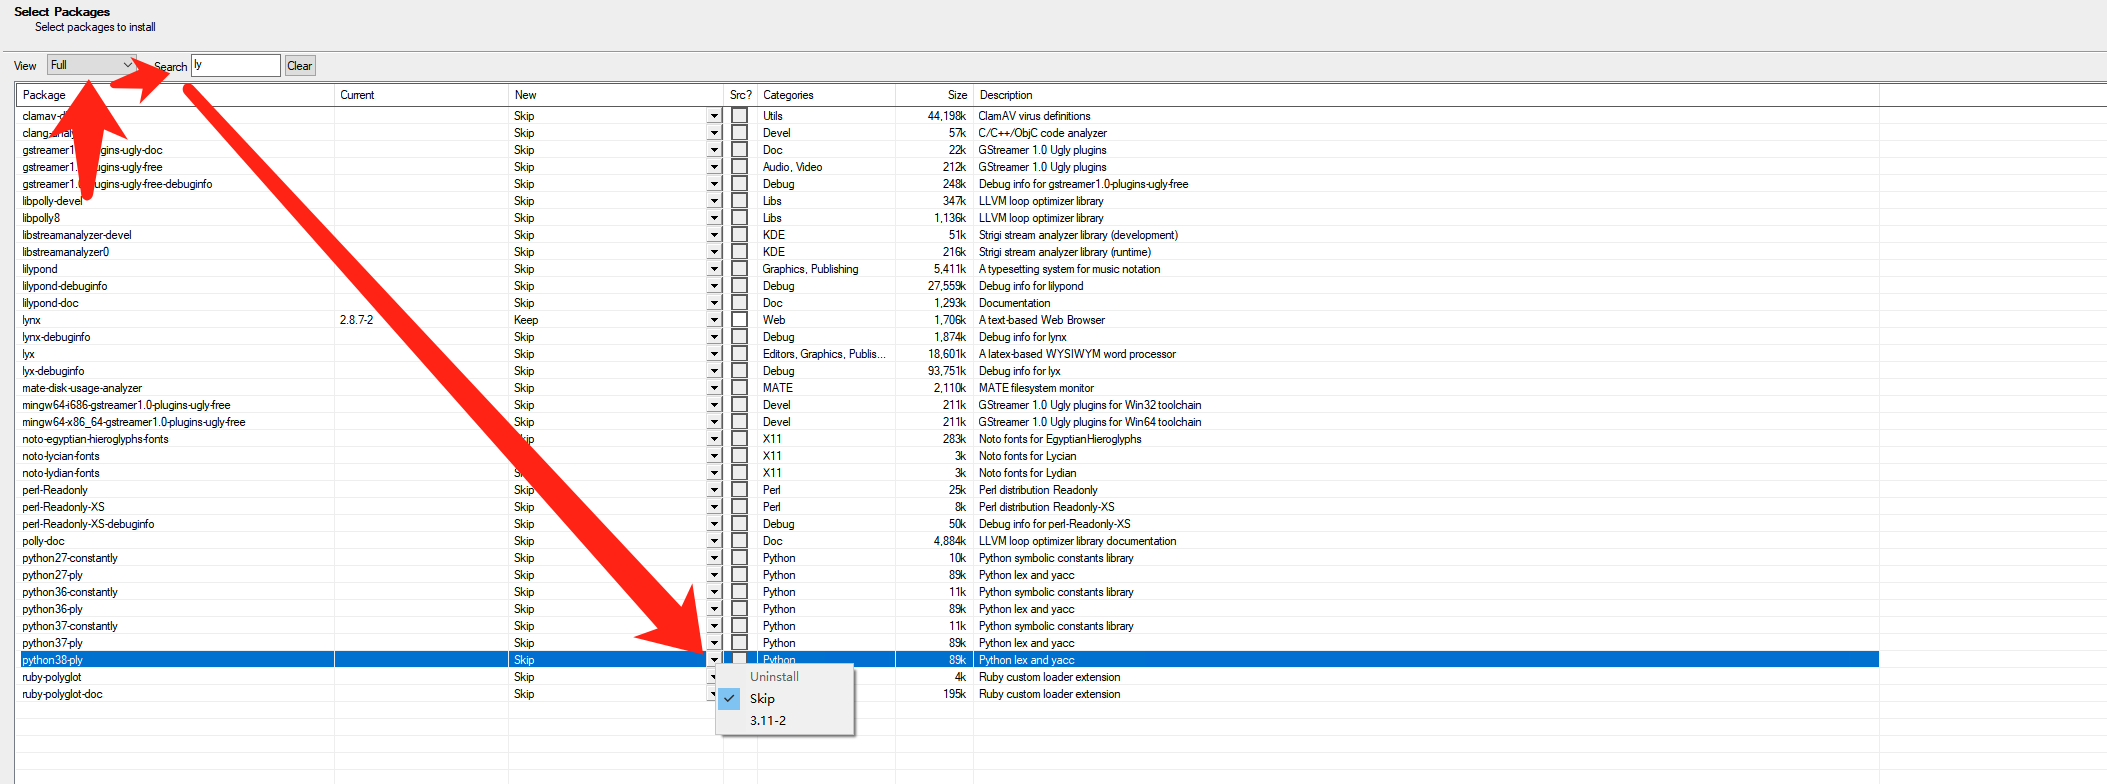 Select Packages
Select packages to install
View Full Search ly Clear
Package Current New Src? Categories Size Description
clamav-d Skip Utils 44,198k ClamAV virus definitions
clang-analy Skip Devel 57k C/C++/ObjC code analyzer
gstreamer1. plugins-ugly-doc Skip Doc 22k GStreamer 1.0 Ugly plugins
gstreamer1. plugins-ugly-free Skip Audio, Video 212k GStreamer 1.0 Ugly plugins
gstreamer1.0-plugins-ugly-free-debuginfo Skip Debug 248k Debug info for gstreamer1.0-plugins-ugly-free
libpolly-devel Skip Libs 347k LLVM loop optimizer library
libpolly8 Skip Libs 1,136k LLVM loop optimizer library
libstreamanalyzer-devel Skip KDE 51k Strigi stream analyzer library (development)
libstreamanalyzer0 Skip KDE 216k Strigi stream analyzer library (runtime)
lilypond Skip Graphics, Publishing 5,411k A typesetting system for music notation
lilypond-debuginfo Skip Debug 27,559k Debug info for lilypond
lilypond-doc Skip Doc 1,293k Documentation
lynx 2.8.7-2 Keep Web 1,706k A text-based Web Browser
lynx-debuginfo Skip Debug 1,874k Debug info for lynx
lyx Skip Editors, Graphics, Publis... 18,601k A latex-based WYSIWYM word processor
lyx-debuginfo Skip Debug 93,751k Debug info for lyx
mate-disk-usage-analyzer Skip MATE 2,110k MATE filesystem monitor
mingw64-i686-gstreamer1.0-plugins-ugly-free Skip Devel 211k GStreamer 1.0 Ugly plugins for Win32 toolchain
mingw64-x86_64-gstreamer1.0-plugins-ugly-free Skip Devel 211k GStreamer 1.0 Ugly plugins for Win64 toolchain
noto-egyptian-hieroglyphs-fonts Skip X11 283k Noto fonts for EgyptianHieroglyphs
noto-lycian-fonts X11 3k Noto fonts for Lycian
noto-lydian-fonts X11 3k Noto fonts for Lydian
perl-Readonly Skip Perl 25k Perl distribution Readonly
perl-Readonly-XS Skip Perl 8k Perl distribution Readonly-XS
perl-Readonly-XS-debuginfo Skip Debug 50k Debug info for perl-Readonly-XS
polly-doc Skip Doc 4,884k LLVM loop optimizer library documentation
python27-constantly Skip Python 10k Python symbolic constants library
python27-ply Skip Python 89k Python lex and yacc
python36-constantly Skip Python 11k Python symbolic constants library
python36-ply Skip Python 89k Python lex and yacc
python37-constantly Skip Python 11k Python symbolic constants library
python37-ply Skip Python 89k Python lex and yacc
python38-ply Skip Python 89k Python lex and yacc
ruby-polyglot Skip 4k Ruby custom loader extension
ruby-polyglot-doc Skip 195k Ruby custom loader extension
Uninstall
Skip
3.11-2